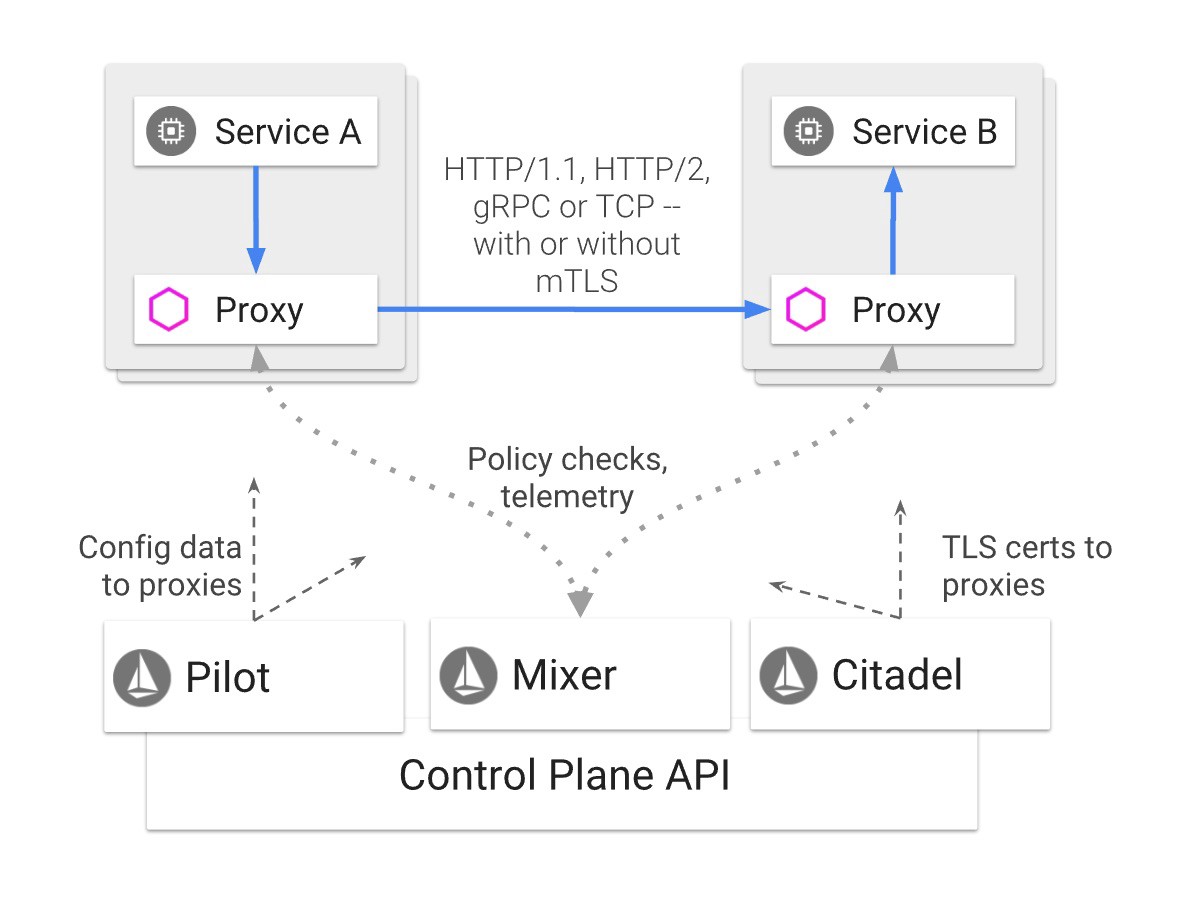 Service A
Service B
HTTP/1.1, HTTP/2,
gRPC or TCP --
with or without
mTLS
Proxy
Proxy
Policy checks,
telemetry
Config data
to proxies
TLS certs to
proxies
Pilot
Mixer
Citadel
Control Plane API